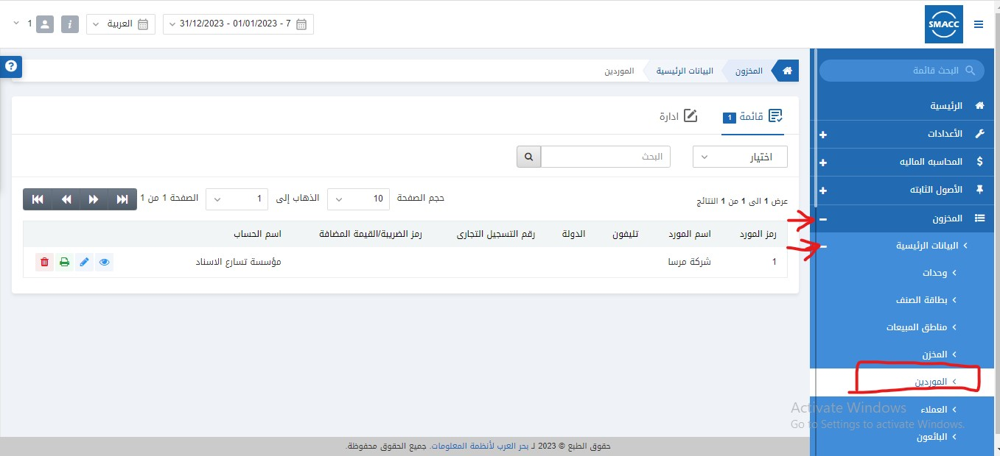 SMACC
7 - 01/01/2023 - 31/12/2023
العربية
i
1
?
البحث قائمة
الرئيسية
الأعدادات
المحاسبه الماليه
الأصول الثابته
المخزون
البيانات الرئيسية
وحدات
بطاقة الصنف
مناطق المبيعات
المخزن
الموردين
العملاء
البائعون
المخزون البيانات الرئيسية الموردين
قائمة 1 ادارة
اختيار البحث
عرض 1 الى 1 من 1 النتائج
حجم الصفحة 10 الذهاب إلى 1 الصفحة 1 من 1
رمز المورد اسم المورد تليفون الدولة رقم التسجيل التجارى رمز الضريبة/القيمة المضافة اسم الحساب
1 شركة مرسا مؤسسة تسارع الاسناد
Activate Windows
Go to Settings to activate Windows.
حقوق الطبع © 2023 لـ بحر العرب لأنظمة المعلومات. جميع الحقوق محفوظة.